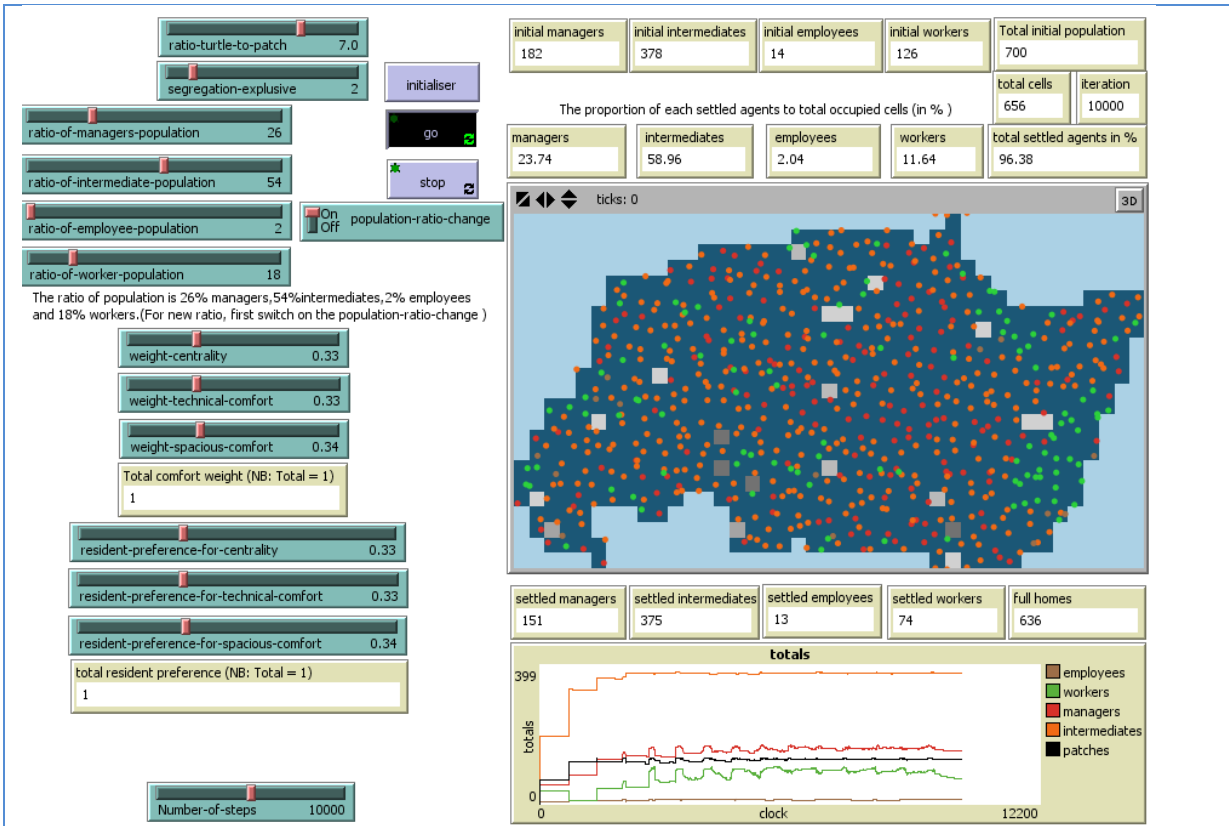 ratio-turtle-to-patch 7.0
segregation-explusive 2
initialiser
ratio-of-managers-population 26
go
ratio-of-intermediate-population 54
stop
ratio-of-employee-population 2
On
Off
population-ratio-change
ratio-of-worker-population 18
The ratio of population is 26% managers,54%intermediates,2% employees
and 18% workers.(For new ratio, first switch on the population-ratio-change )
weight-centrality 0.33
weight-technical-comfort 0.33
weight-spacious-comfort 0.34
Total comfort weight (NB: Total = 1)
1
resident-preference-for-centrality 0.33
resident-preference-for-technical-comfort 0.33
resident-preference-for-spacious-comfort 0.34
total resident preference (NB: Total = 1)
1
Number-of-steps 10000
initial managers initial intermediates initial employees initial workers Total initial population
182 378 14 126 700
total cells iteration
656 10000
The proportion of each settled agents to total occupied cells (in % )
managers intermediates employees workers total settled agents in %
23.74 58.96 2.04 11.64 96.38
ticks: 0 3D
settled managers settled intermediates settled employees settled workers full homes
151 375 13 74 636
totals
399
totals
0
0 clock 12200
employees
workers
managers
intermediates
patches